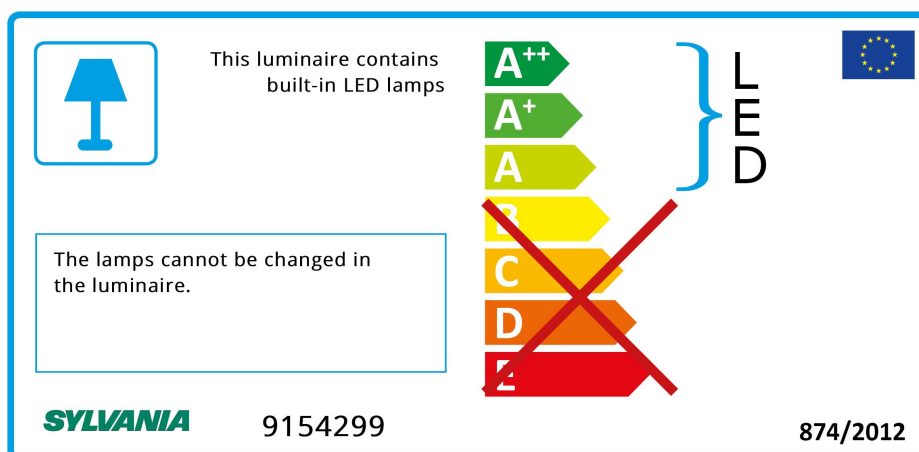 This luminaire contains
built-in LED lamps
A++
A+
A
B
C
D
E
L
E
D
The lamps cannot be changed in
the luminaire.
SYLVANIA
9154299
874/2012